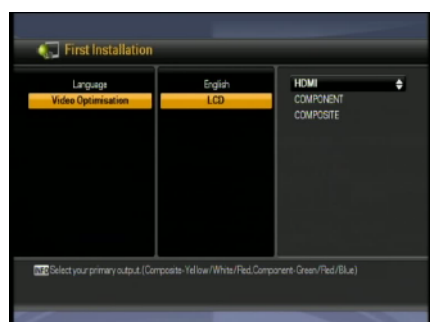 First Installation
Language English HDMI
Video Optimisation LCD COMPONENT
COMPOSITE
INFO Select your primary output.(Composite-Yellow/White/Red,Component-Green/Red/Blue)